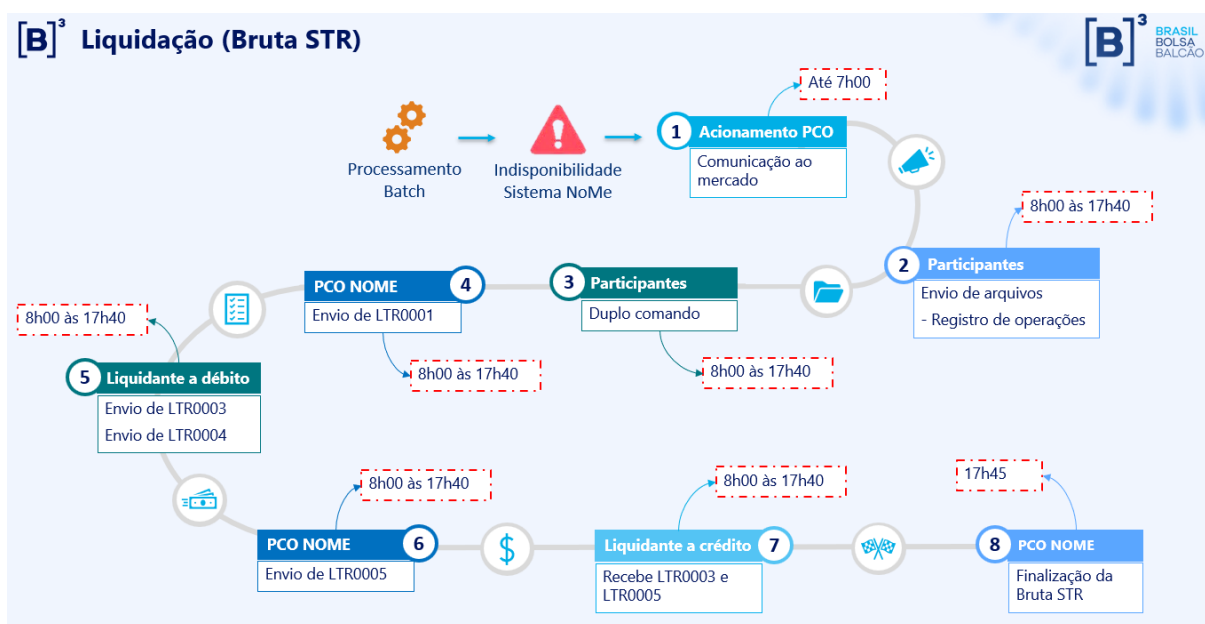 [B]³ Liquidação (Bruta STR)
[B]³ BRASIL
BOLSA
BALCÃO
Até 7h00
Processamento
Batch
Indisponibilidade
Sistema NoMe
1 Acionamento PCO
Comunicação ao
mercado
8h00 às 17h40
2 Participantes
Envio de arquivos
- Registro de operações
3 Participantes
Duplo comando
8h00 às 17h40
PCO NOME 4
Envio de LTR0001
8h00 às 17h40
8h00 às 17h40
5 Liquidante a débito
Envio de LTR0003
Envio de LTR0004
8h00 às 17h40
PCO NOME 6
Envio de LTR0005
8h00 às 17h40
Liquidante a crédito 7
Recebe LTR0003 e
LTR0005
17h45
8 PCO NOME
Finalização da
Bruta STR